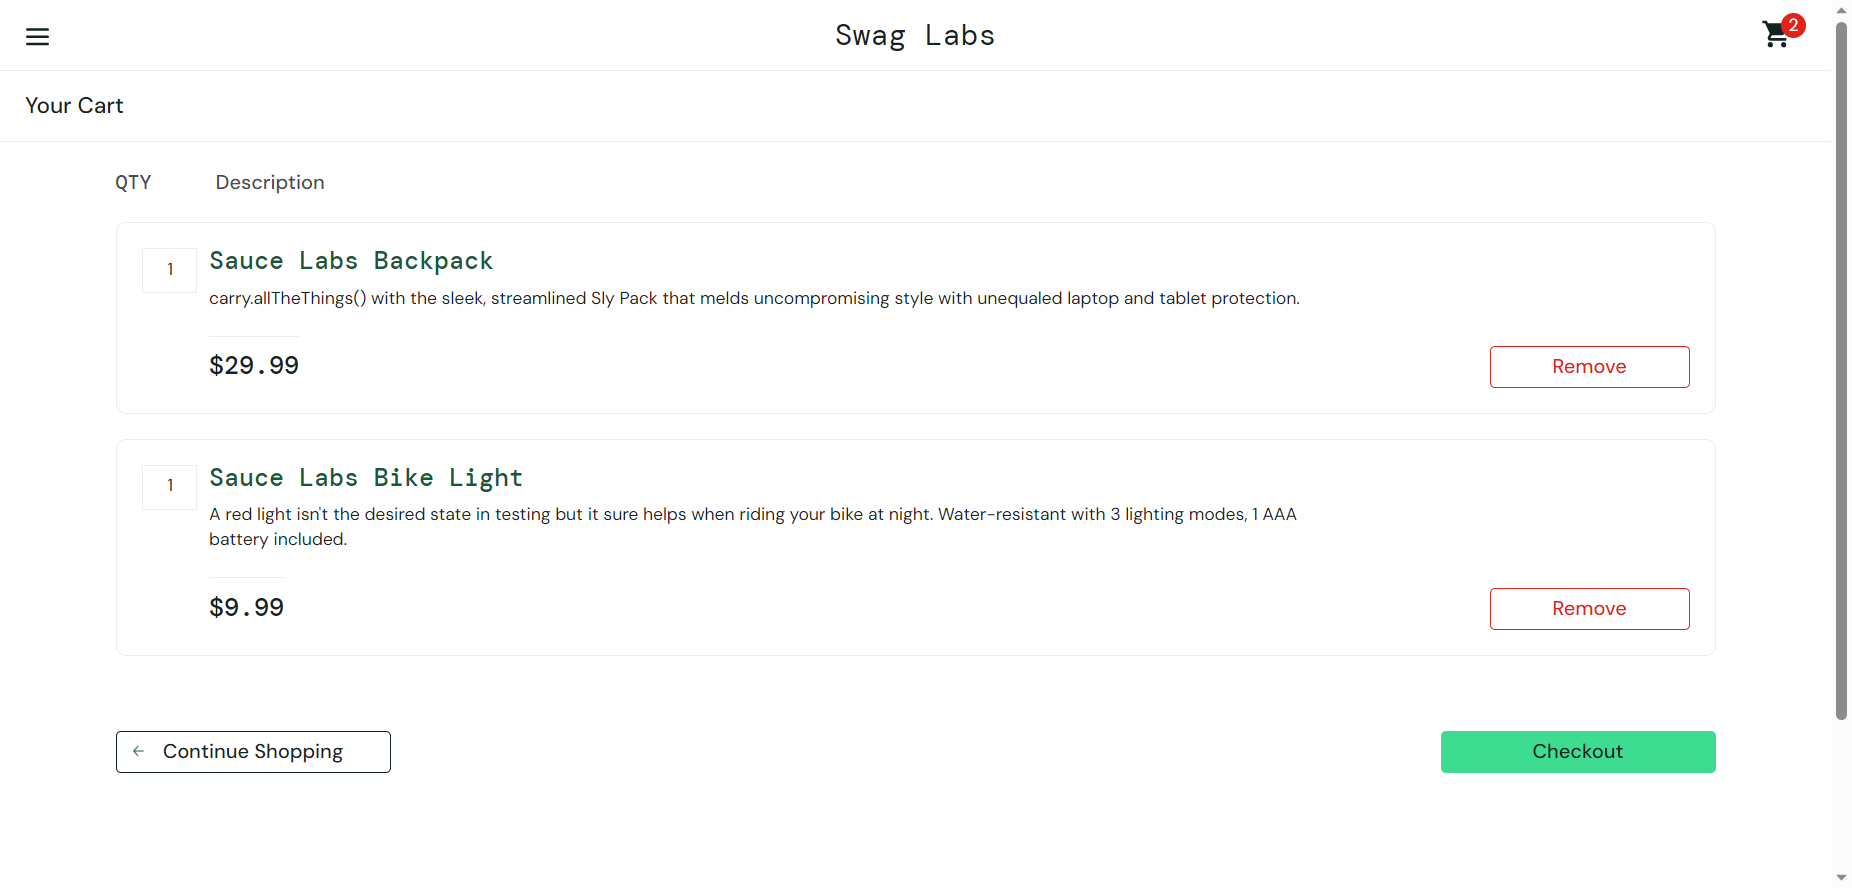 Swag Labs
2
Your Cart
QTY Description
1
Sauce Labs Backpack
carry.allTheThings() with the sleek, streamlined Sly Pack that melds uncompromising style with unequaled laptop and tablet protection.
$29.99
Remove
1
Sauce Labs Bike Light
A red light isn't the desired state in testing but it sure helps when riding your bike at night. Water-resistant with 3 lighting modes, 1 AAA
battery included.
$9.99
Remove
Continue Shopping
Checkout